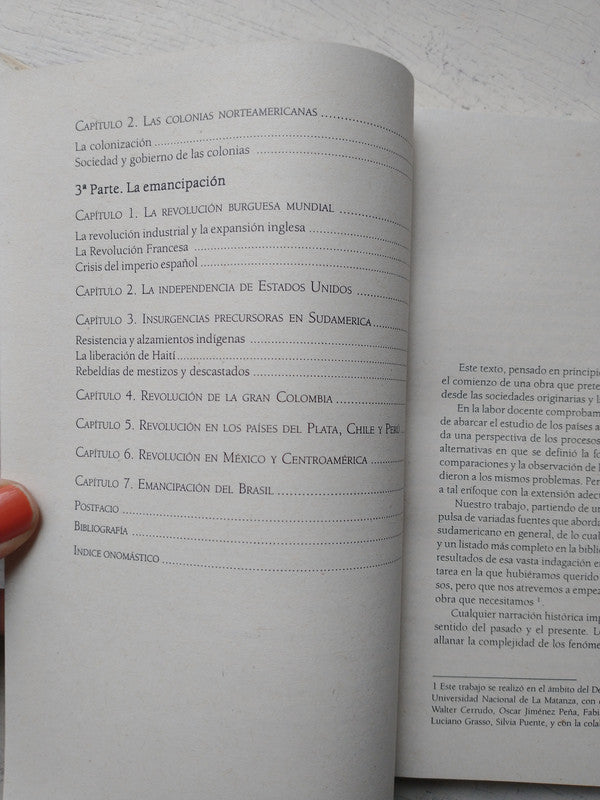 CAPÍTULO 2. LAS COLONIAS NORTEAMERICANAS
La colonización
Sociedad y gobierno de las colonias
3ª Parte. La emancipación
CAPÍTULO 1. LA REVOLUCIÓN BURGUESA MUNDIAL
La revolución industrial y la expansión inglesa
La Revolución Francesa
Crisis del imperio español
CAPÍTULO 2. LA INDEPENDENCIA DE ESTADOS UNIDOS
CAPÍTULO 3. INSURGENCIAS PRECURSORAS EN SUDAMERICA
Resistencia y alzamientos indígenas
La liberación de Haití
Rebeldías de mestizos y descastados
CAPÍTULO 4. REVOLUCIÓN DE LA GRAN COLOMBIA
CAPÍTULO 5. REVOLUCIÓN EN LOS PAÍSES DEL PLATA, CHILE Y PERÚ
CAPÍTULO 6. REVOLUCIÓN EN MÉXICO Y CENTROAMÉRICA
CAPÍTULO 7. EMANCIPACIÓN DEL BRASIL
POSTFACIO
BIBLIOGRAFÍA
INDICE ONOMÁSTICO
Este texto, pensado en principio
el comienzo de una obra que prete
desde las sociedades originarias y l
En la labor docente comprobam
de abarcar el estudio de los países a
da una perspectiva de los procesos
alternativas en que se definió la fo
comparaciones y la observación de l
dieron a los mismos problemas. Per
a tal enfoque con la extensión adec
Nuestro trabajo, partiendo de un
pulsa de variadas fuentes que aborda
sudamericano en general, de lo cual
y un listado más completo en la bibli
resultados de esa vasta indagación en
tarea en la que hubiéramos querido
sos, pero que nos atrevemos a empez
obra que necesitamos 1.
Cualquier narración histórica imp
sentido del pasado y el presente. L
allanar la complejidad de los fenóme
1 Este trabajo se realizó en el ámbito del De
Universidad Nacional de La Matanza, con
Walter Cerrudo, Oscar Jiménez Peña, Fabi
Luciano Grasso, Silvia Puente, y con la colab